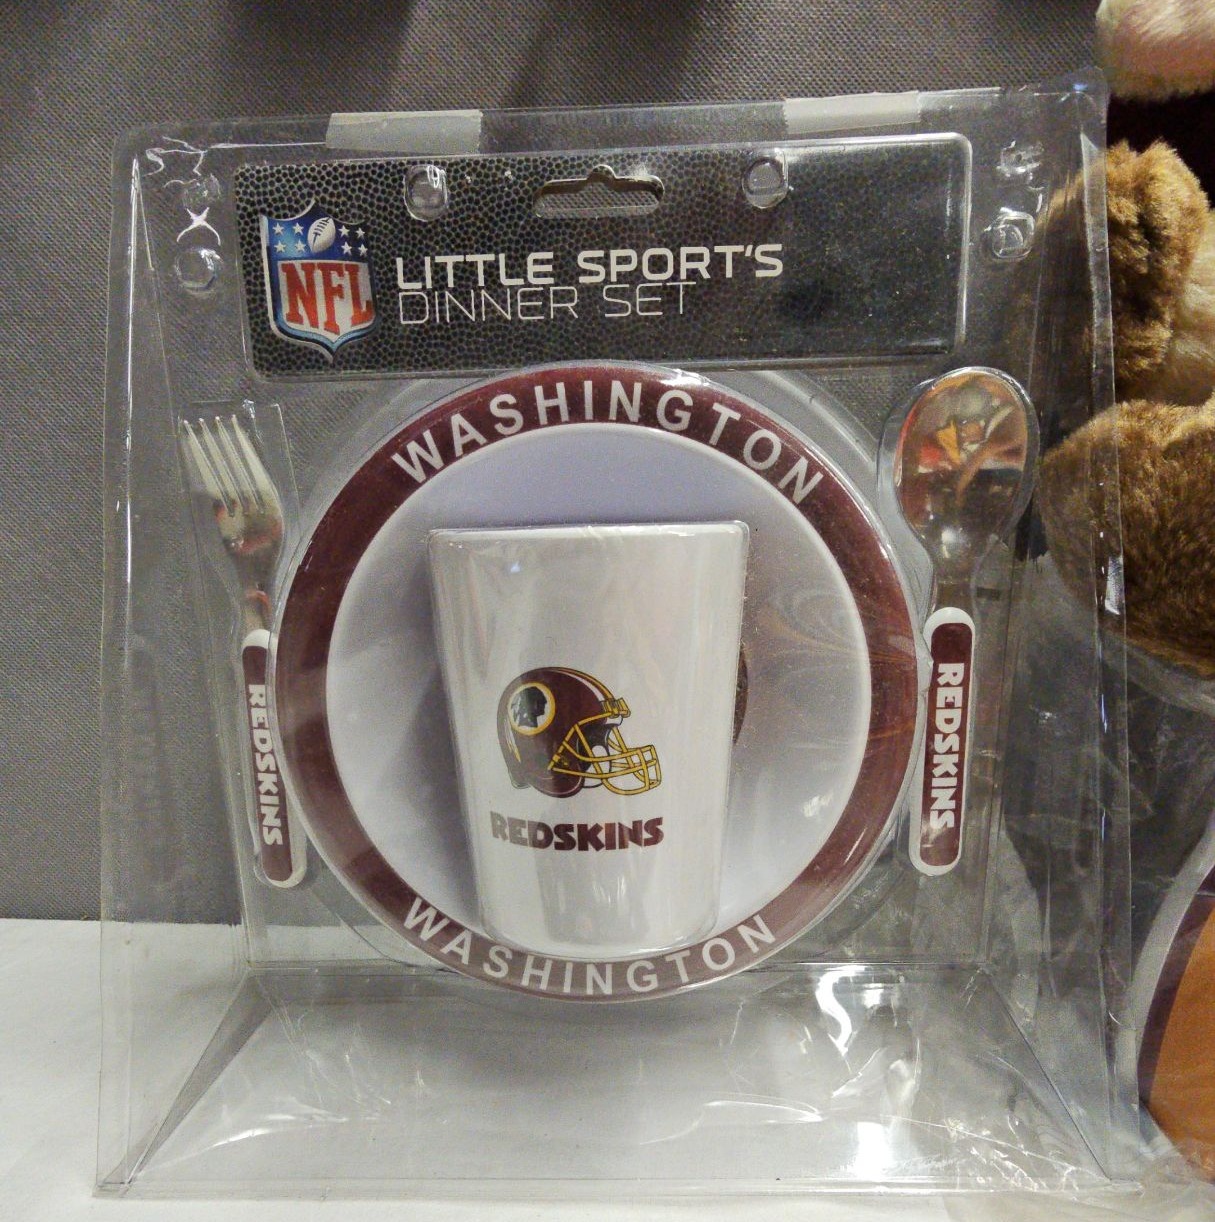 NFL
LITTLE SPORT'S
DINNER SET
WASHINGTON
REDSKINS
REDSKINS
REDSKINS
WASHINGTON